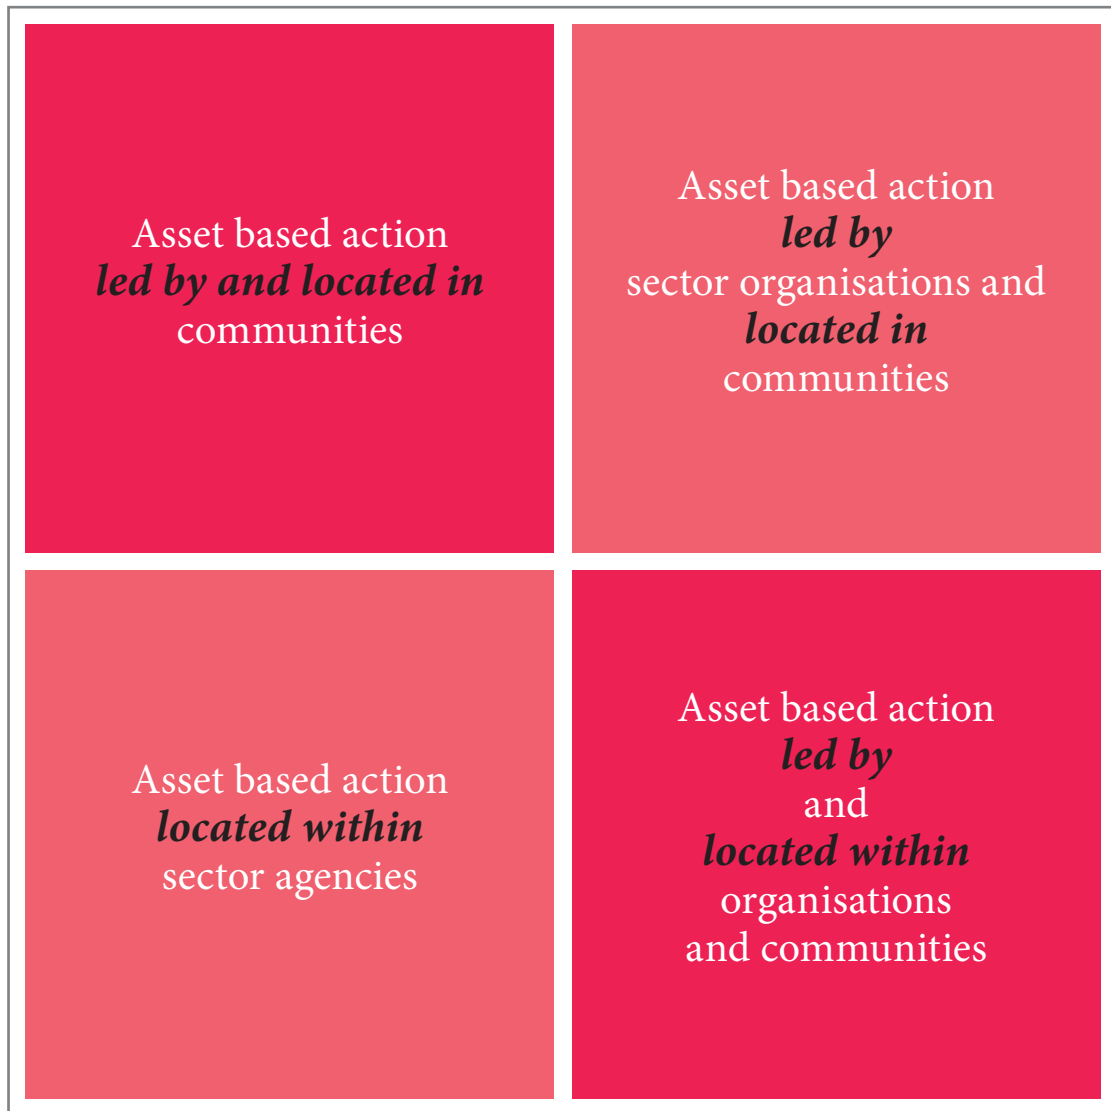 Asset based action
led by and located in
communities
Asset based action
led by
sector organisations and
located in
communities
Asset based action
located within
sector agencies
Asset based action
led by
and
located within
organisations
and communities